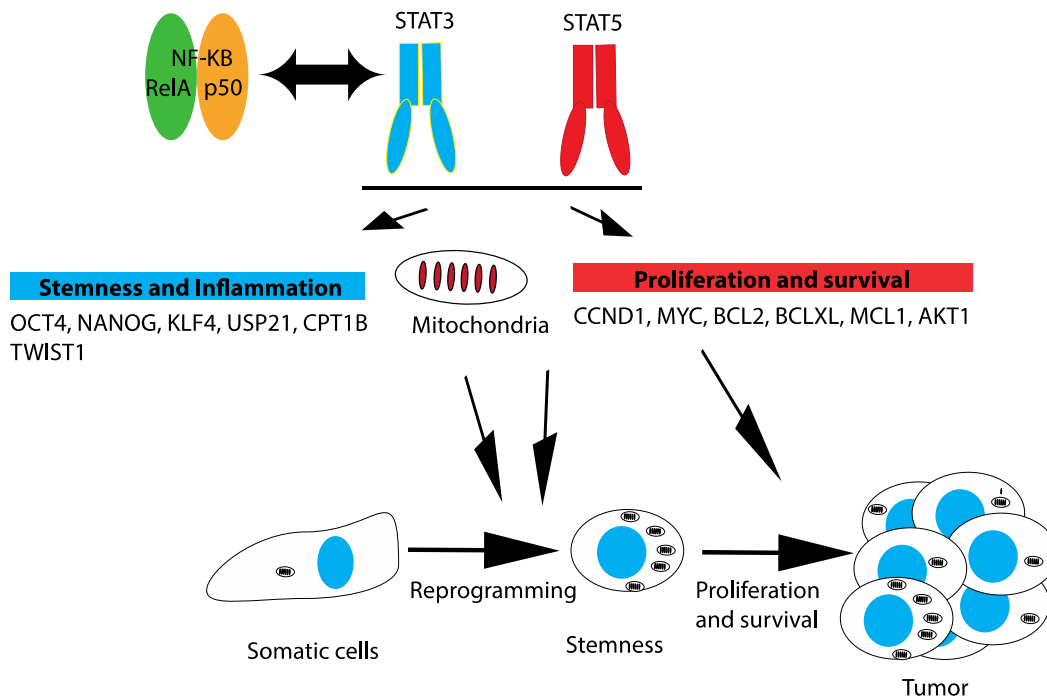 STAT3
STAT5
NF-KB
RelA p50
Stemness and Inflammation
OCT4, NANOG, KLF4, USP21, CPT1B
TWIST1
Mitochondria
Proliferation and survival
CCND1, MYC, BCL2, BCLXL, MCL1, AKT1
Reprogramming
Proliferation
and survival
Somatic cells
Stemness
Tumor